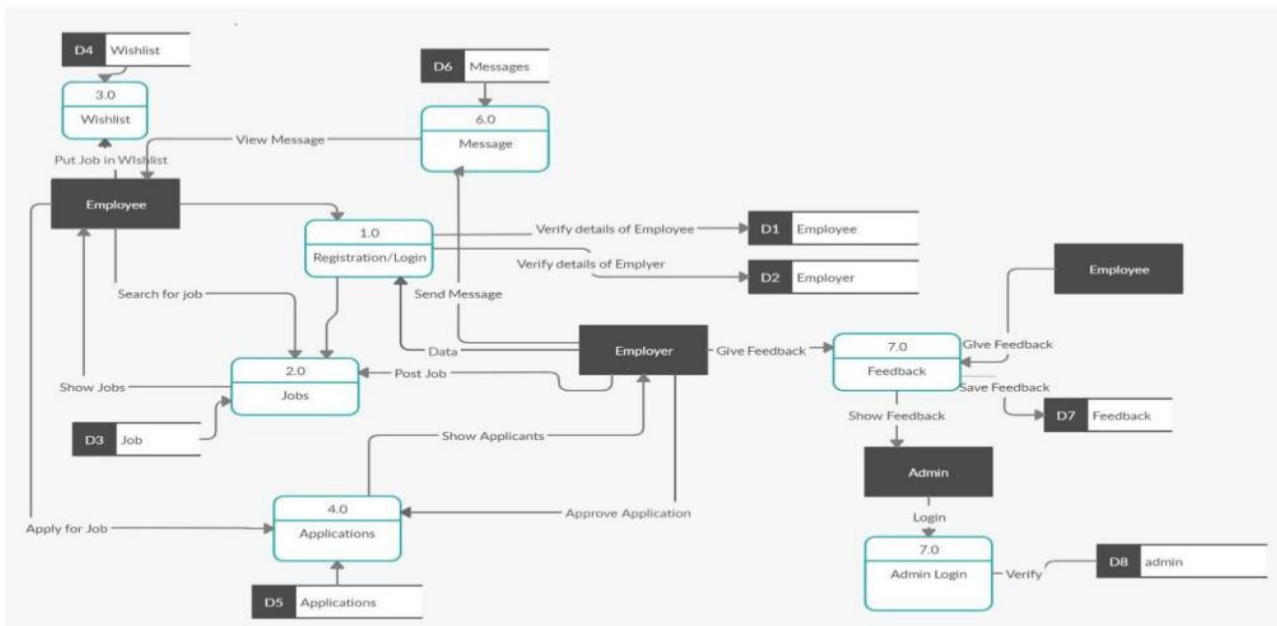 D4 Wishlist
3.0
Wishlist
D6 Messages
6.0
Message
View Message
Put Job in WIshlist
Employee
1.0
Registration/Login
Verify details of Employee
D1 Employee
Verify details of Emplyer
D2 Employer
Employee
Search for job
Send Message
Employer
Data
Post Job
Give Feedback
7.0
Feedback
GIve Feedback
Save Feedback
D7 Feedback
Show Feedback
2.0
Jobs
Show Jobs
D3 Job
Show Applicants
Admin
Login
4.0
Applications
Apply for Job
Approve Application
7.0
Admin Login
Verify
D8 admin
D5 Applications